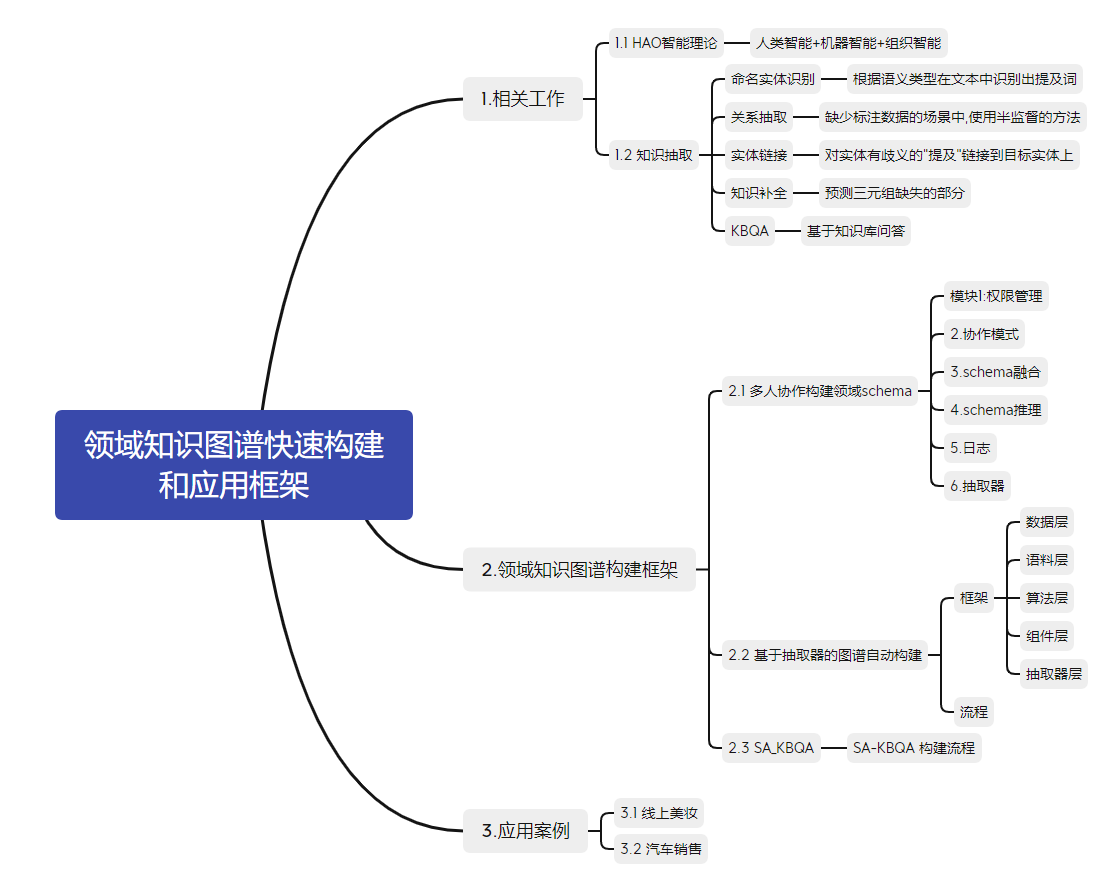 领域知识图谱快速构建
和应用框架
1.相关工作
1.1 HAO智能理论
人类智能+机器智能+组织智能
1.2 知识抽取
命名实体识别
根据语义类型在文本中识别出提及词
关系抽取
缺少标注数据的场景中,使用半监督的方法
实体链接
对实体有歧义的"提及"链接到目标实体上
知识补全
预测三元组缺失的部分
KBQA
基于知识库问答
2.领域知识图谱构建框架
2.1 多人协作构建领域schema
模块1:权限管理
2.协作模式
3.schema融合
4.schema推理
5.日志
6.抽取器
2.2 基于抽取器的图谱自动构建
框架
数据层
语料层
算法层
组件层
抽取器层
流程
2.3 SA_KBQA
SA-KBQA 构建流程
3.应用案例
3.1 线上美妆
3.2 汽车销售